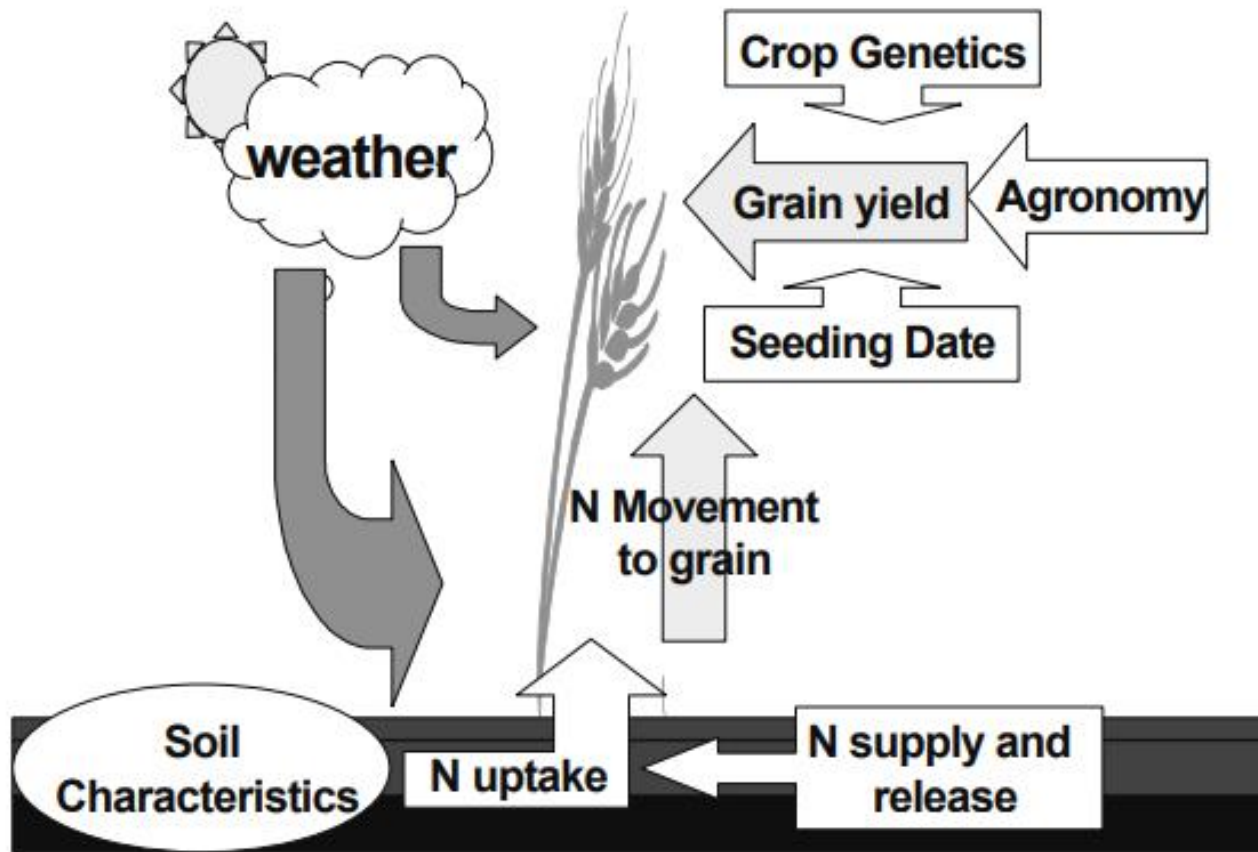 Crop Genetics
weather
Grain yield
Agronomy
Seeding Date
N Movement
to grain
Soil
Characteristics
N uptake
N supply and
release